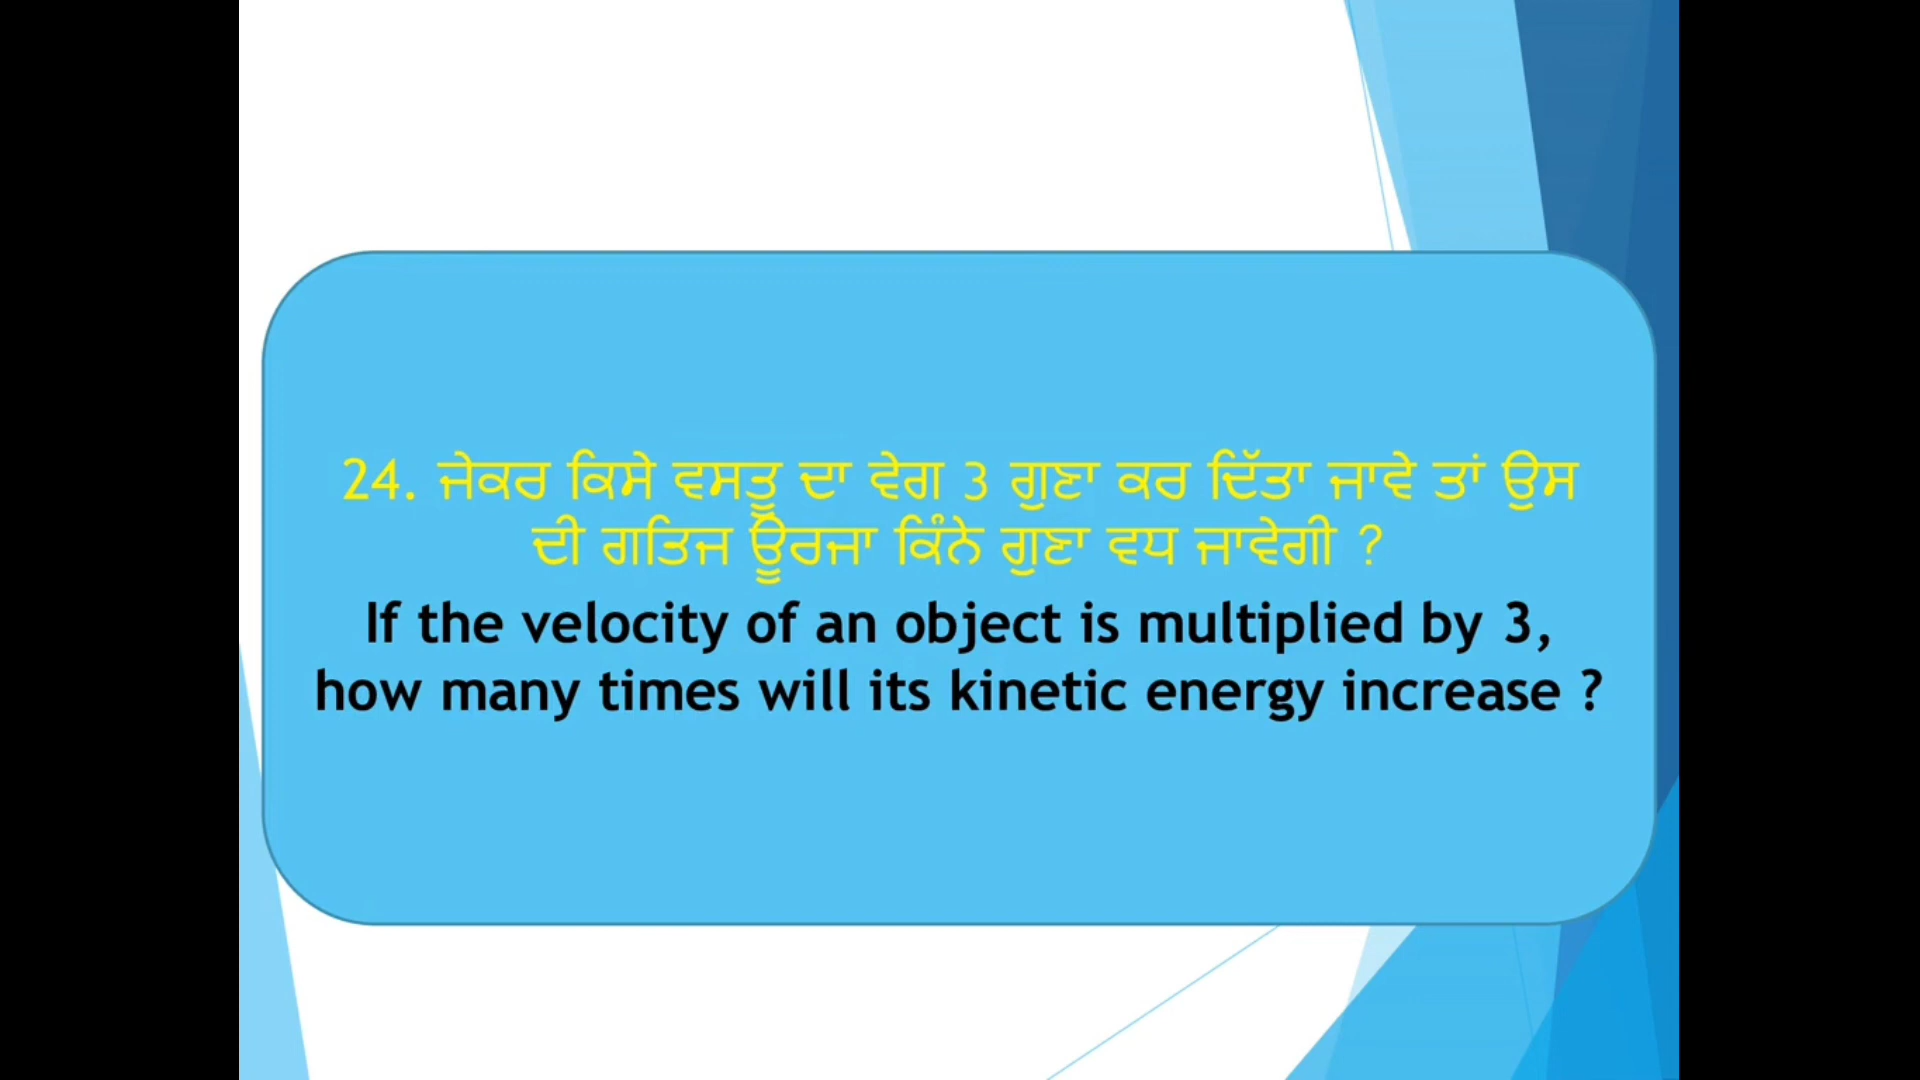 24. ਜੇਕਰ ਕਿਸੇ ਵਸਤੂ ਦਾ ਵੇਗ 3 ਗੁਣਾ ਕਰ ਦਿੱਤਾ ਜਾਵੇ ਤਾਂ ਉਸ
ਦੀ ਗਤਿਜ ਊਰਜਾ ਕਿੰਨੇ ਗੁਣਾ ਵਧ ਜਾਵੇਗੀ ?
If the velocity of an object is multiplied by 3,
how many times will its kinetic energy increase ?